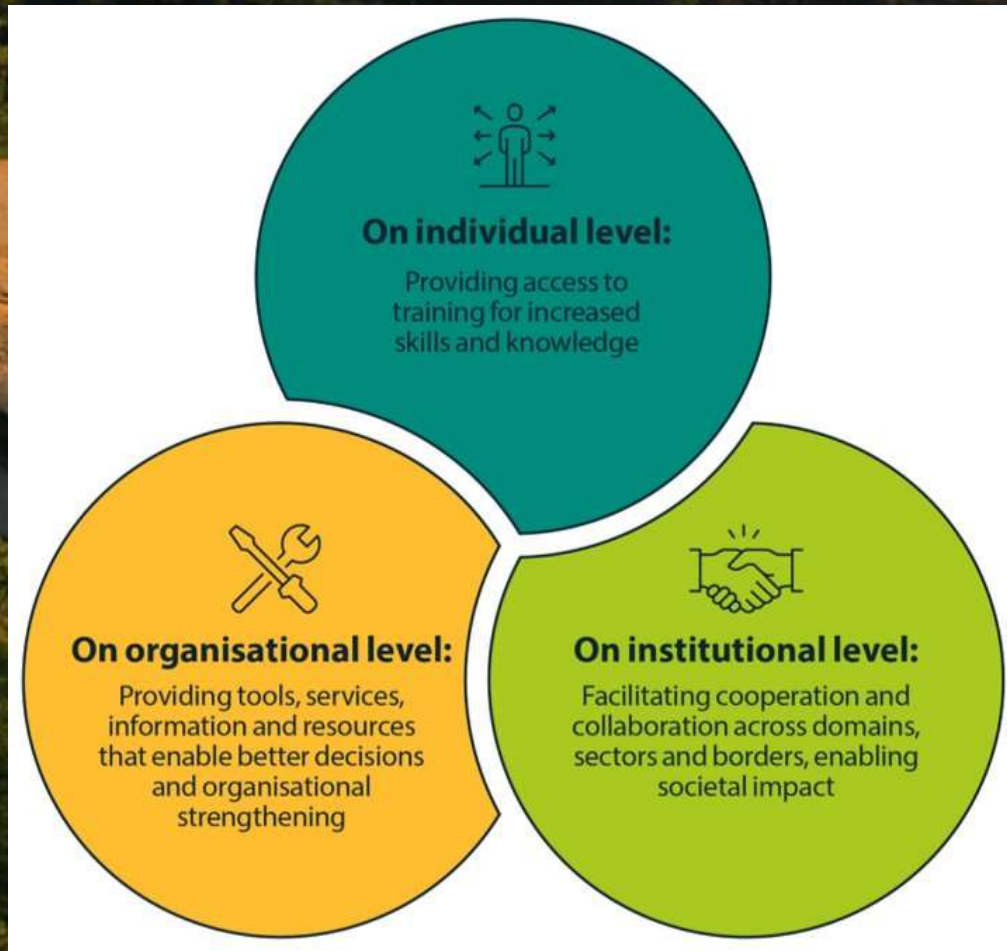 On individual level:
Providing access to
training for increased
skills and knowledge
On organisational level:
Providing tools, services,
information and resources
that enable better decisions
and organisational
strengthening
On institutional level:
Facilitating cooperation and
collaboration across domains,
sectors and borders, enabling
societal impact